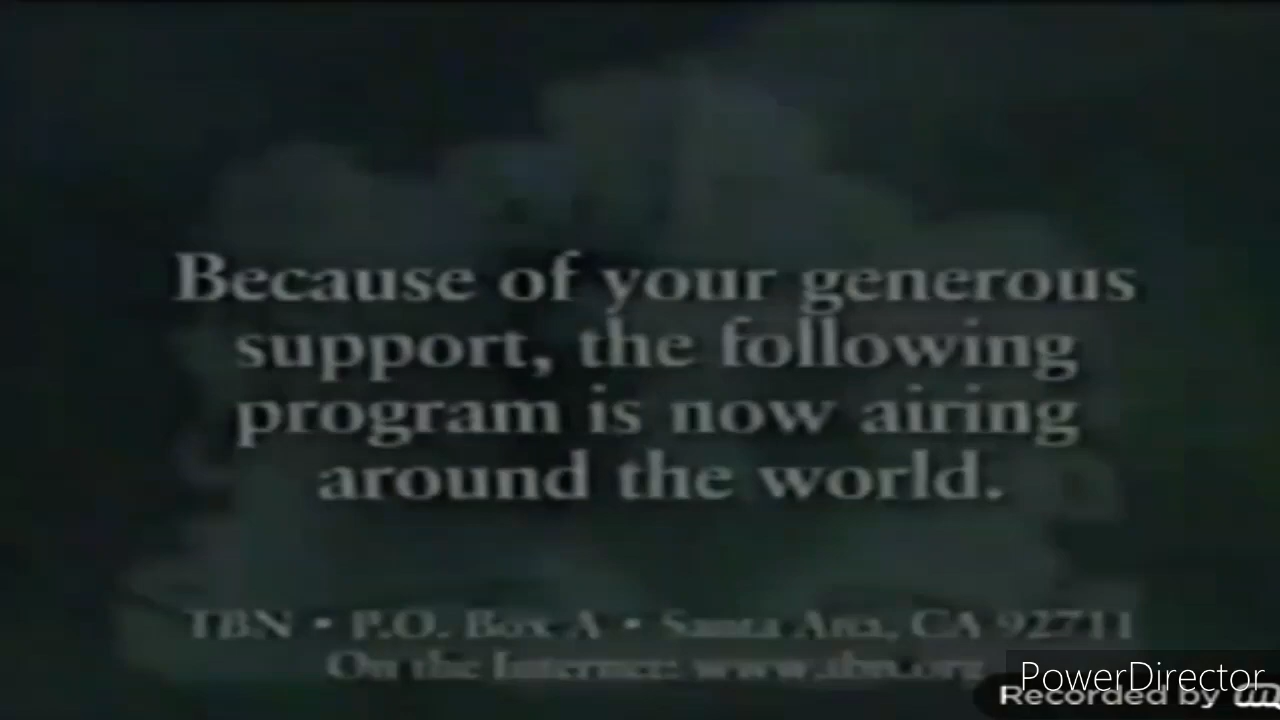 Because of your generous
support, the following
program is now airing
around the world.
TBN • P.O. Box A • Santa Ana, CA 92711
On the Internet: www.tbn.org
PowerDirector
Recorded by